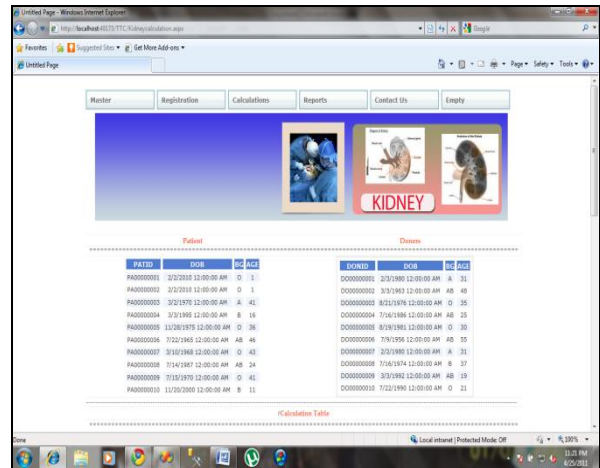 Untitled Page - Windows Internet Explorer
http://localhost:40175/TTC/Kidneycalculation.aspx
Google
Favorites Suggested Sites Get More Add-ons
Untitled Page
Page Safety Tools
Master Registration Calculations Reports Contact Us Empty
KIDNEY
Patient
PATID DOB BG AGE
PA00000001 2/2/2010 12:00:00 AM O 1
PA00000002 2/2/2010 12:00:00 AM O 1
PA00000003 3/2/1970 12:00:00 AM A 41
PA00000004 3/3/1995 12:00:00 AM B 16
PA00000005 11/28/1975 12:00:00 AM O 36
PA00000006 7/22/1965 12:00:00 AM AB 46
PA00000007 3/10/1968 12:00:00 AM O 43
PA00000008 7/14/1987 12:00:00 AM AB 24
PA00000009 7/15/1970 12:00:00 AM O 41
PA00000010 11/20/2000 12:00:00 AM B 11
Doners
DONID DOB BG AGE
DO00000001 2/3/1980 12:00:00 AM A 31
DO00000002 3/3/1963 12:00:00 AM AB 48
DO00000003 8/21/1976 12:00:00 AM O 35
DO00000004 7/16/1986 12:00:00 AM AB 25
DO00000005 8/19/1981 12:00:00 AM O 30
DO00000006 7/9/1956 12:00:00 AM AB 55
DO00000007 2/3/1980 12:00:00 AM A 31
DO00000008 7/16/1974 12:00:00 AM B 37
DO00000009 3/3/1992 12:00:00 AM AB 19
DO00000010 7/22/1990 12:00:00 AM O 21
rCalculation Table
Done
Local intranet | Protected Mode: Off
100%
11:21 PM
6/25/2011